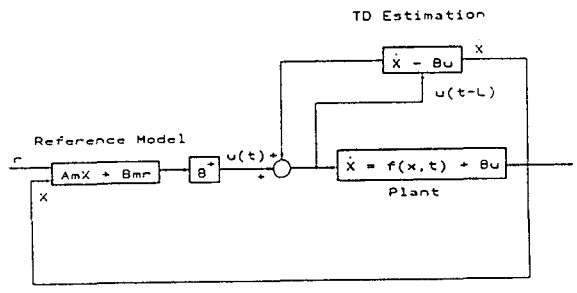 TD Estimation
Ẋ - Bu
Ẋ
u(t-L)
Reference Model
r
AmX + Bmr
X
B⁺
u(t)
+
+
Ẋ = f(x,t) + Bu
Plant